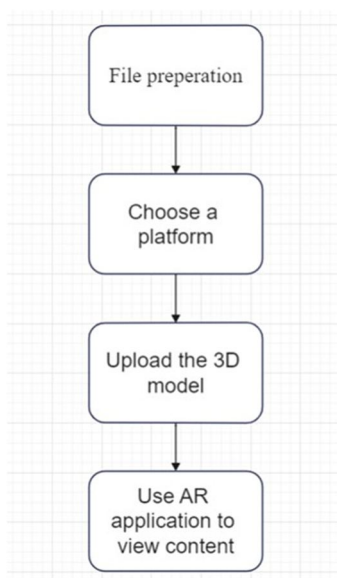 File preperation
Choose a
platform
Upload the 3D
model
Use AR
application to
view content